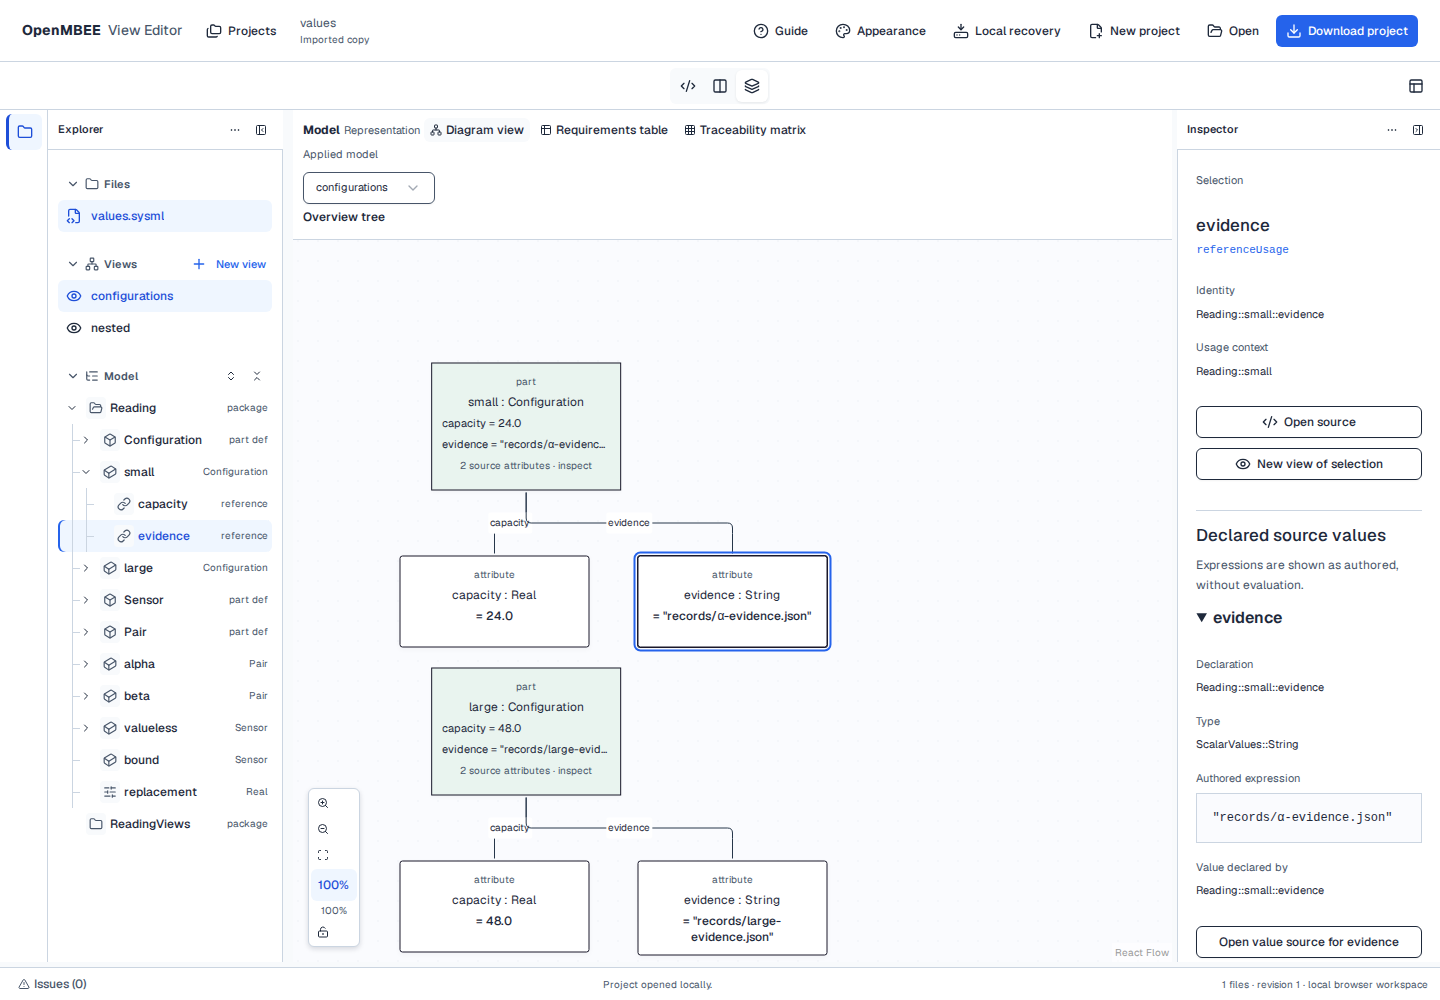 OpenMBEE View Editor
Projects
values
Imported copy
Guide
Appearance
Local recovery
New project
Open
Download project
Explorer
Files
values.sysml
Views
New view
configurations
nested
Model
Reading package
Configuration part def
small Configuration
capacity reference
evidence reference
large Configuration
Sensor part def
Pair part def
alpha Pair
beta Pair
valueless Sensor
bound Sensor
replacement Real
ReadingViews package
Model Representation Diagram view Requirements table Traceability matrix
Applied model
configurations
Overview tree
part
small : Configuration
capacity = 24.0
evidence = "records/α-evidenc...
2 source attributes · inspect
capacity evidence
attribute
capacity : Real
= 24.0
attribute
evidence : String
= "records/α-evidence.json"
part
large : Configuration
capacity = 48.0
evidence = "records/large-evid...
2 source attributes · inspect
capacity evidence
attribute
capacity : Real
= 48.0
attribute
evidence : String
= "records/large-
evidence.json"
100%
100%
React Flow
Inspector
Selection
evidence
referenceUsage
Identity
Reading::small::evidence
Usage context
Reading::small
Open source
New view of selection
Declared source values
Expressions are shown as authored,
without evaluation.
evidence
Declaration
Reading::small::evidence
Type
ScalarValues::String
Authored expression
"records/α-evidence.json"
Value declared by
Reading::small::evidence
Open value source for evidence
Issues (0)
Project opened locally.
1 files · revision 1 · local browser workspace